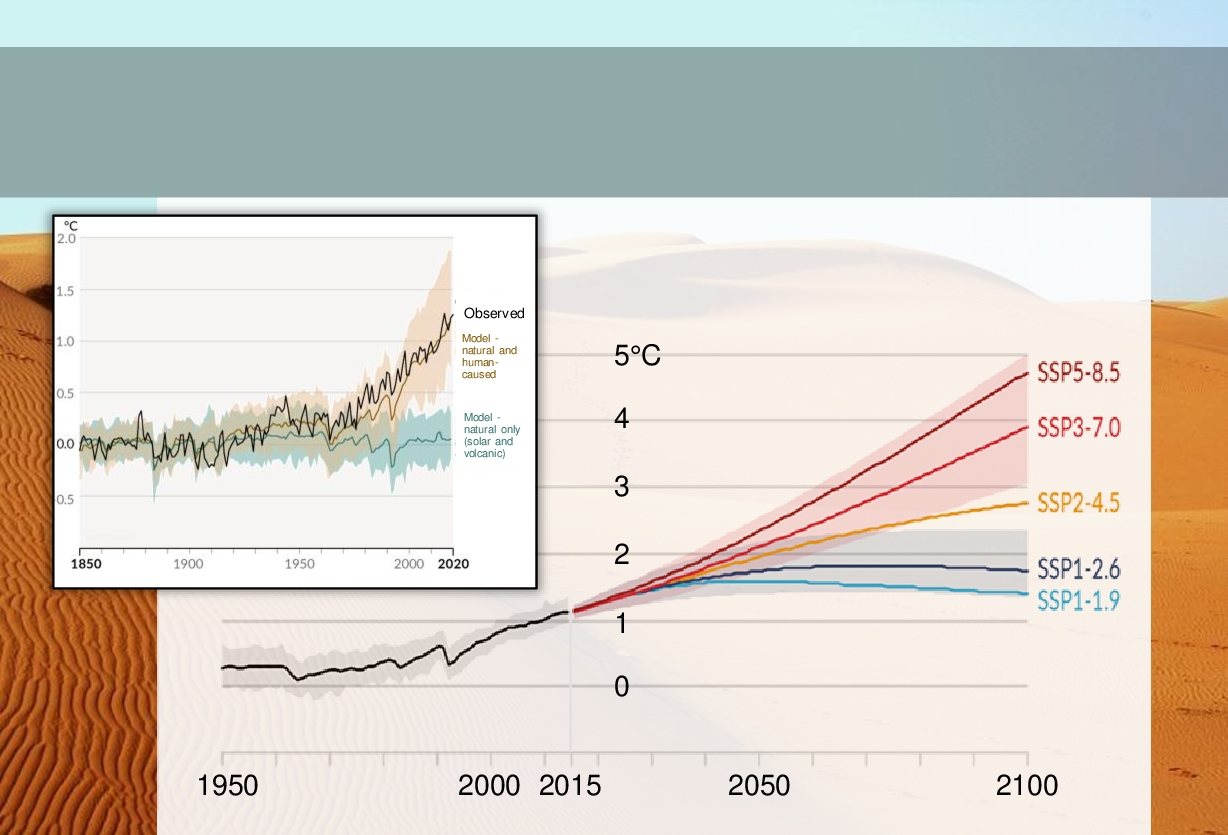 °C
2.0
1.5
1.0
0.5
0.0
-0.5
1850
1900
1950
2000
2020
Observed
Model -
natural and
human-
caused
Model -
natural only
(solar and
volcanic)
5°C
4
3
2
1
0
SSP5-8.5
SSP3-7.0
SSP2-4.5
SSP1-2.6
SSP1-1.9
1950
2000
2015
2050
2100